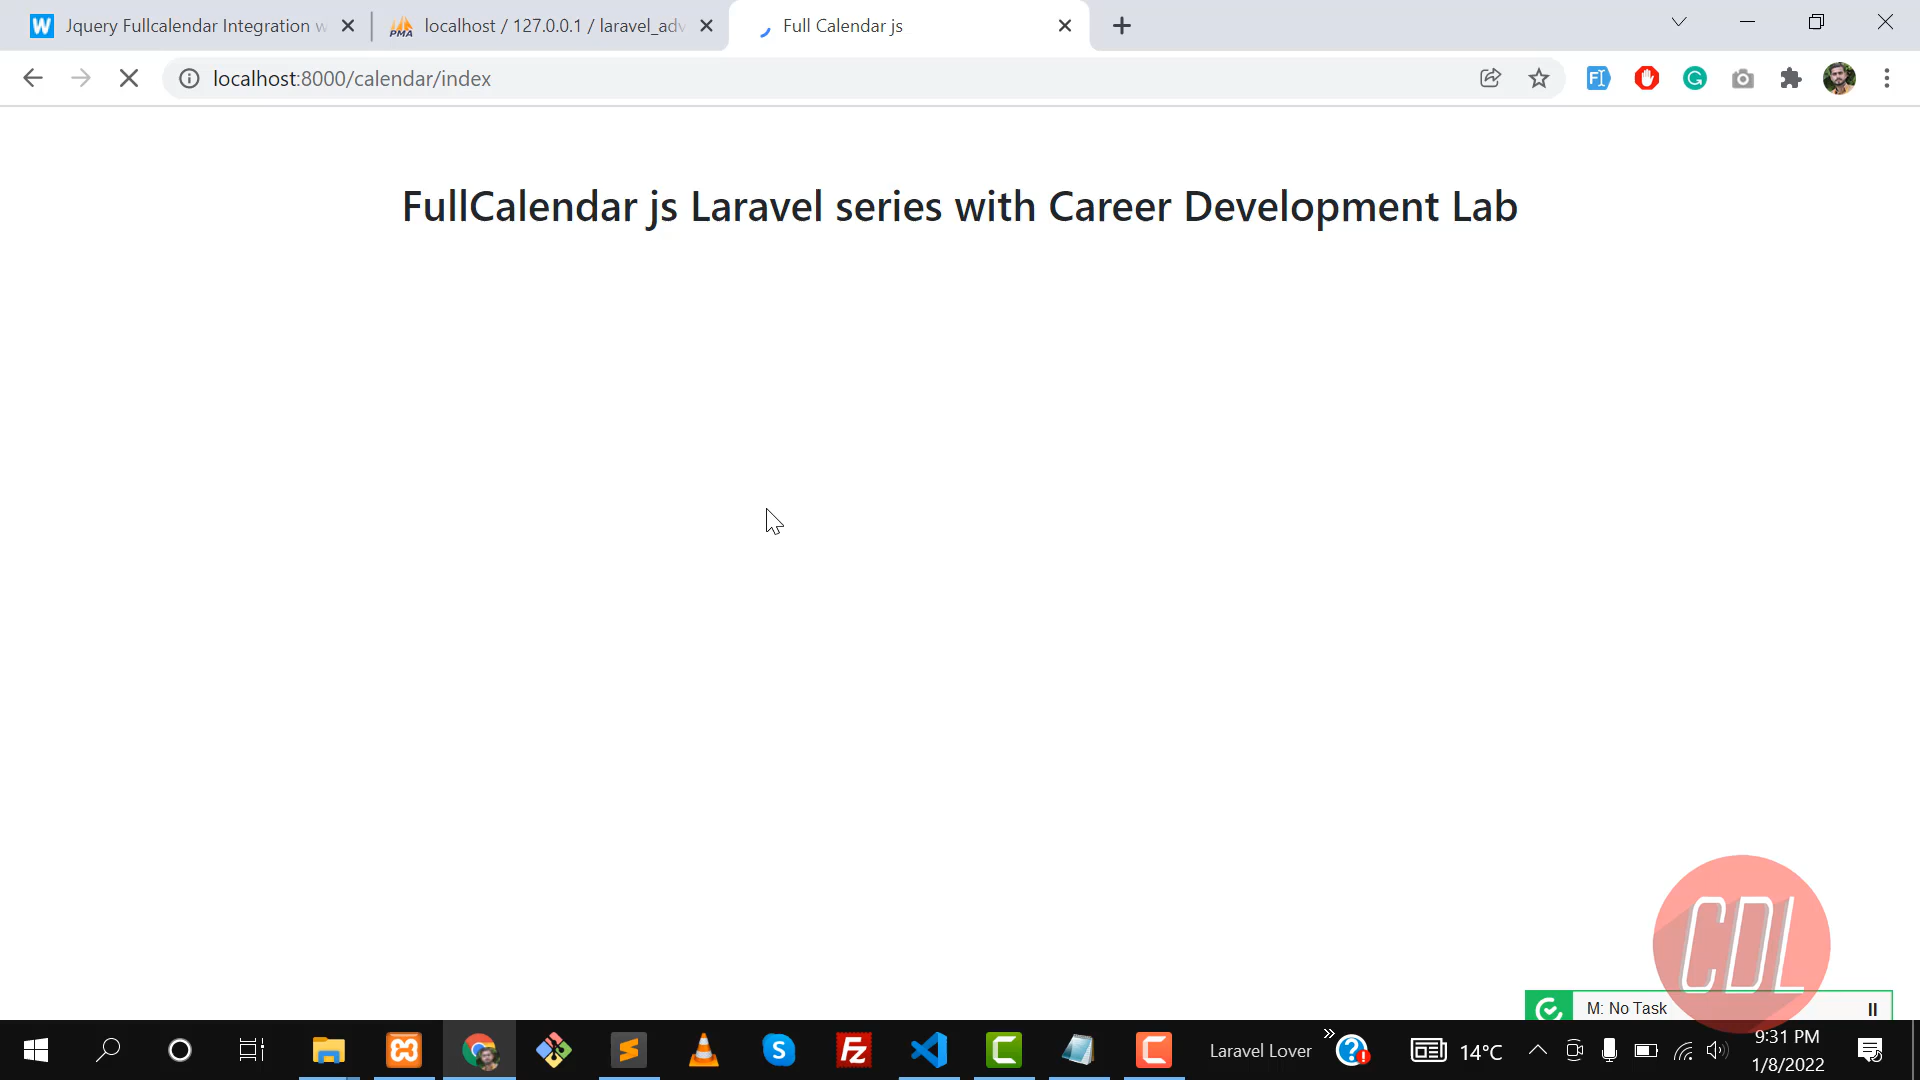 Jquery Fullcalendar Integration w
localhost / 127.0.0.1 / laravel_adv
Full Calendar js
localhost:8000/calendar/index
FullCalendar js Laravel series with Career Development Lab
CDL
M: No Task
Laravel Lover
14°C
9:31 PM
1/8/2022